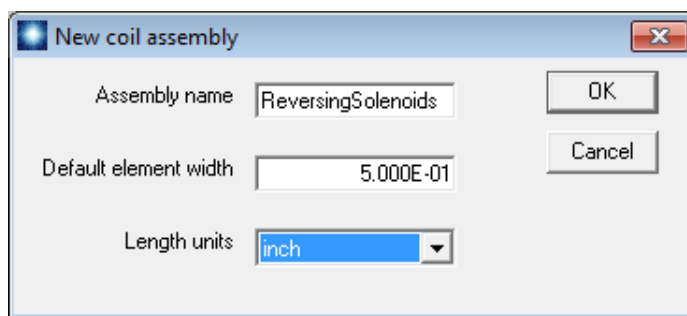 New coil assembly
Assembly name ReversingSolenoids OK
Default element width 5.000E-01 Cancel
Length units inch